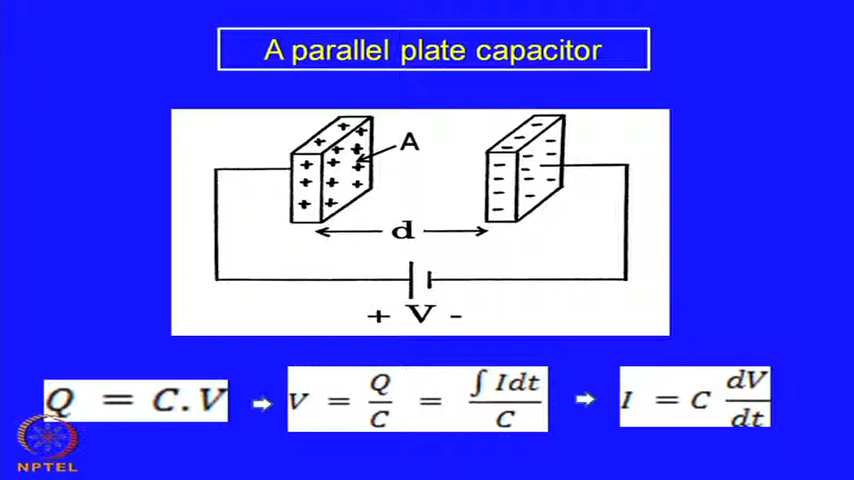 A parallel plate capacitor
A
d
+ V -
Q = C.V ⇨ V = Q/C = ∫Idt/C ⇨ I = C dV/dt
NPTEL